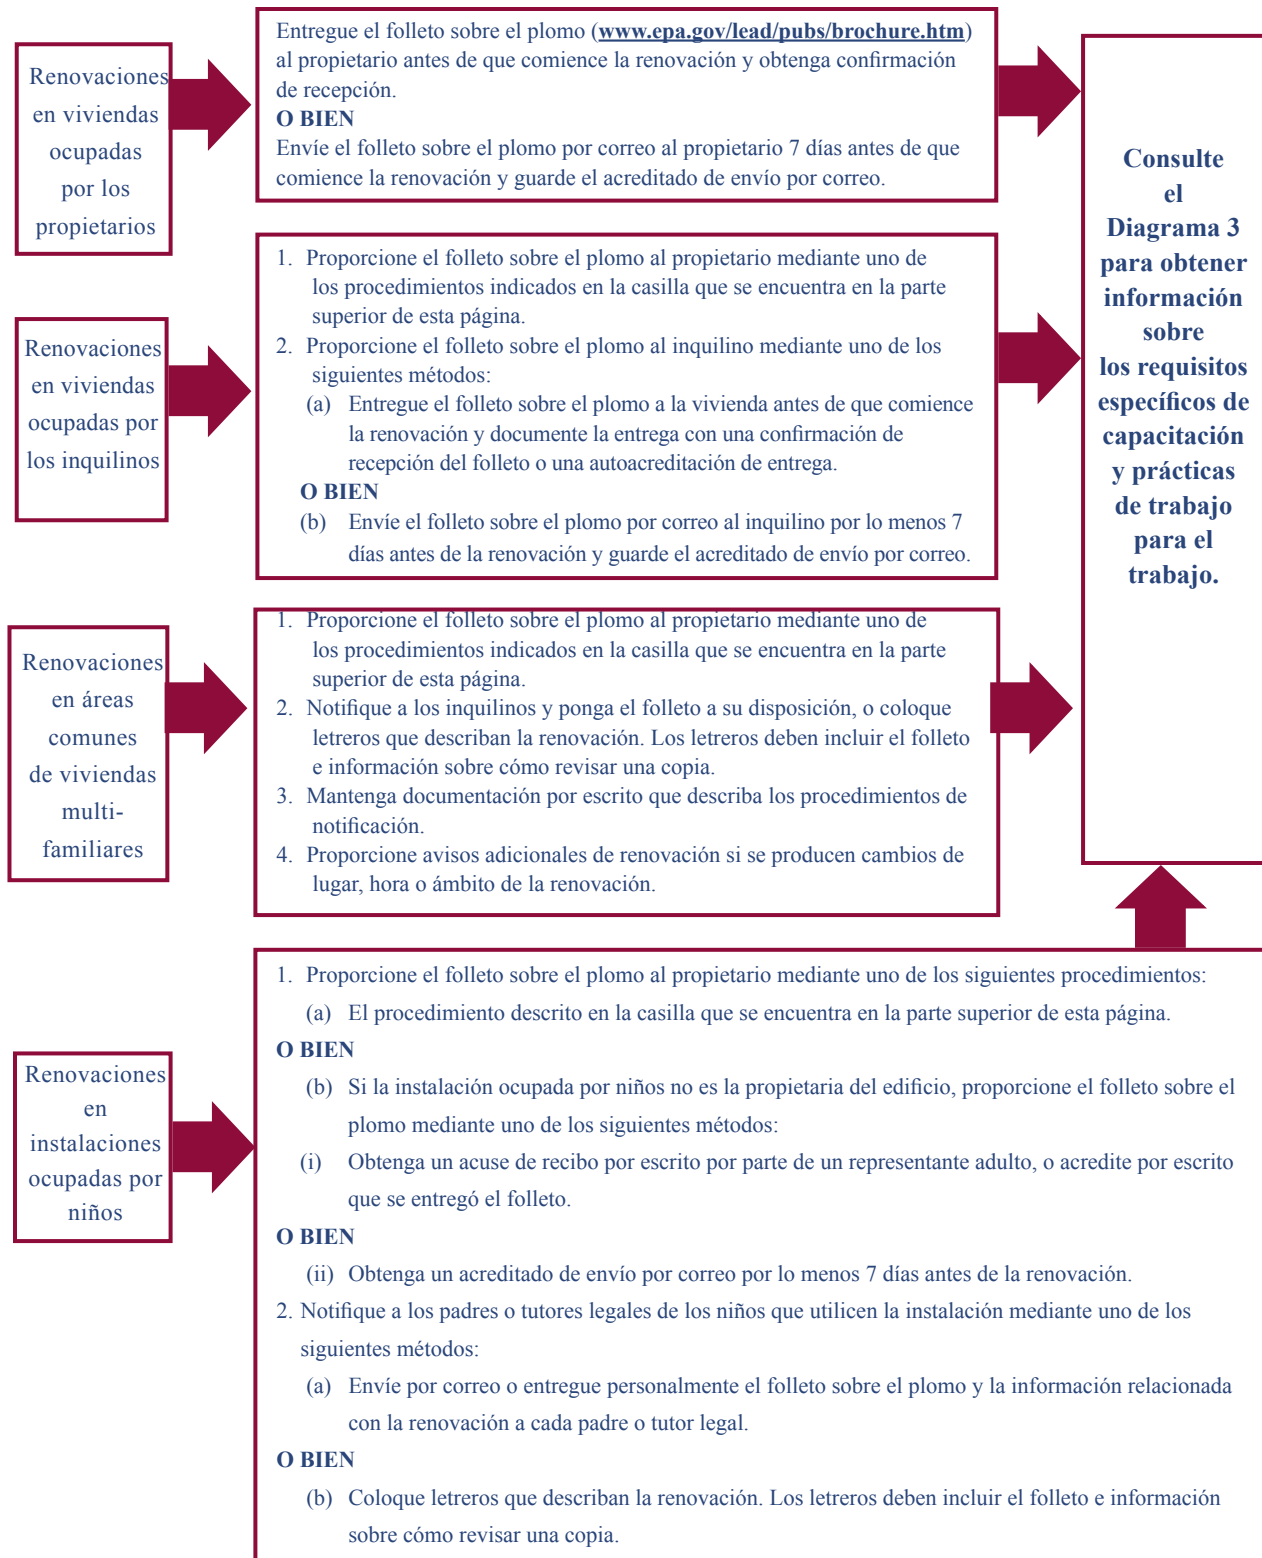 Renovaciones
en viviendas
ocupadas
por los
propietarios
Entregue el folleto sobre el plomo (www.epa.gov/lead/pubs/brochure.htm)
al propietario antes de que comience la renovación y obtenga confirmación
de recepción.
O BIEN
Envíe el folleto sobre el plomo por correo al propietario 7 días antes de que
comience la renovación y guarde el acreditado de envío por correo.
Renovaciones
en viviendas
ocupadas por
los inquilinos
1. Proporcione el folleto sobre el plomo al propietario mediante uno de
los procedimientos indicados en la casilla que se encuentra en la parte
superior de esta página.
2. Proporcione el folleto sobre el plomo al inquilino mediante uno de los
siguientes métodos:
(a) Entregue el folleto sobre el plomo a la vivienda antes de que comience
la renovación y documente la entrega con una confirmación de
recepción del folleto o una autoacreditación de entrega.
O BIEN
(b) Envíe el folleto sobre el plomo por correo al inquilino por lo menos 7
días antes de la renovación y guarde el acreditado de envío por correo.
Renovaciones
en áreas
comunes
de viviendas
multi-
familiares
1. Proporcione el folleto sobre el plomo al propietario mediante uno de
los procedimientos indicados en la casilla que se encuentra en la parte
superior de esta página.
2. Notifique a los inquilinos y ponga el folleto a su disposición, o coloque
letreros que describan la renovación. Los letreros deben incluir el folleto
e información sobre cómo revisar una copia.
3. Mantenga documentación por escrito que describa los procedimientos de
notificación.
4. Proporcione avisos adicionales de renovación si se producen cambios de
lugar, hora o ámbito de la renovación.
Consulte
el
Diagrama 3
para obtener
información
sobre
los requisitos
específicos de
capacitación
y prácticas
de trabajo
para el
trabajo.
Renovaciones
en
instalaciones
ocupadas por
niños
1. Proporcione el folleto sobre el plomo al propietario mediante uno de los siguientes procedimientos:
(a) El procedimiento descrito en la casilla que se encuentra en la parte superior de esta página.
O BIEN
(b) Si la instalación ocupada por niños no es la propietaria del edificio, proporcione el folleto sobre el
plomo mediante uno de los siguientes métodos:
(i) Obtenga un acuse de recibo por escrito por parte de un representante adulto, o acredite por escrito
que se entregó el folleto.
O BIEN
(ii) Obtenga un acreditado de envío por correo por lo menos 7 días antes de la renovación.
2. Notifique a los padres o tutores legales de los niños que utilicen la instalación mediante uno de los
siguientes métodos:
(a) Envíe por correo o entregue personalmente el folleto sobre el plomo y la información relacionada
con la renovación a cada padre o tutor legal.
O BIEN
(b) Coloque letreros que describan la renovación. Los letreros deben incluir el folleto e información
sobre cómo revisar una copia.